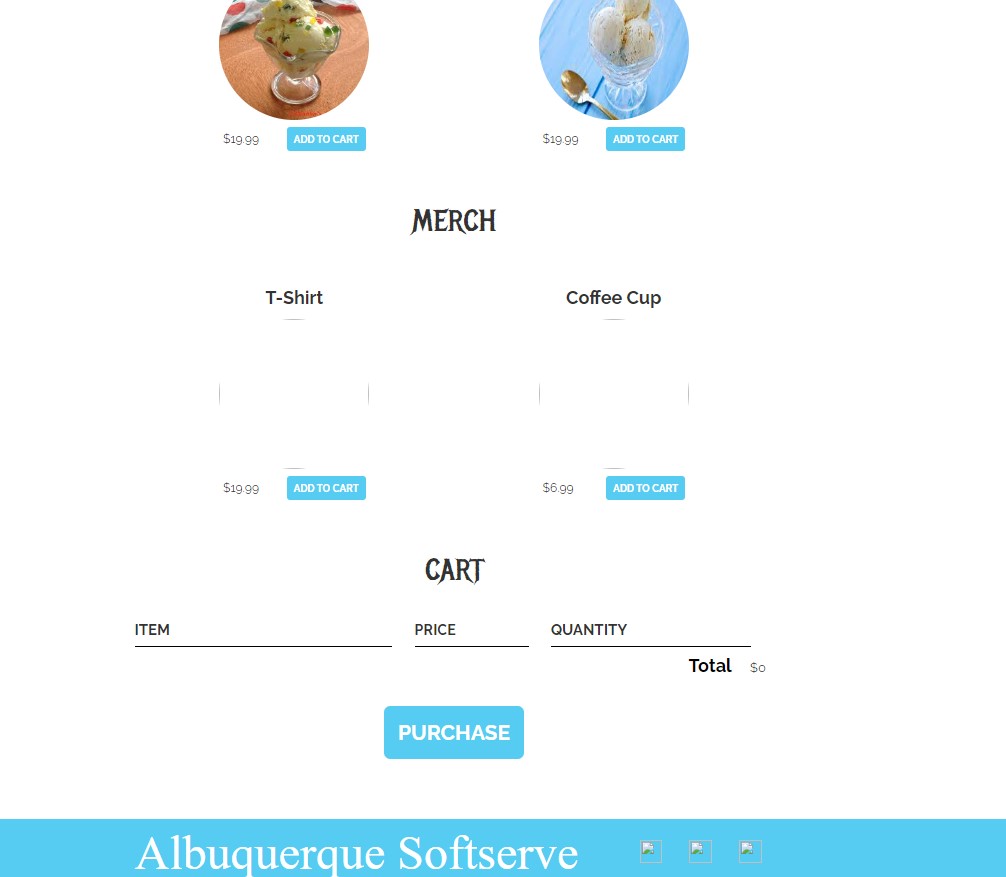 $19.99 ADD TO CART $19.99 ADD TO CART
MERCH
T-Shirt Coffee Cup
$19.99 ADD TO CART $6.99 ADD TO CART
CART
ITEM PRICE QUANTITY
Total $0
PURCHASE
Albuquerque Softserve